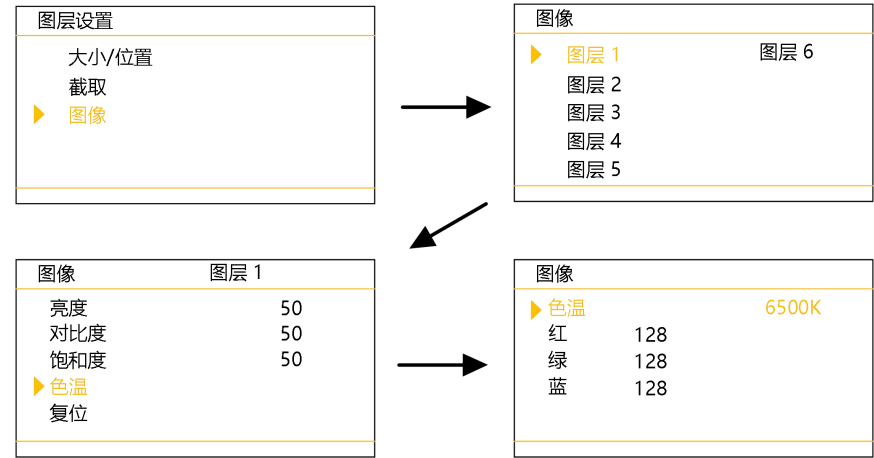 图层设置
大小/位置
截取
图像
图像
图层 1 图层 6
图层 2
图层 3
图层 4
图层 5
图像 图层 1
亮度 50
对比度 50
饱和度 50
色温
复位
图像
色温 6500K
红 128
绿 128
蓝 128